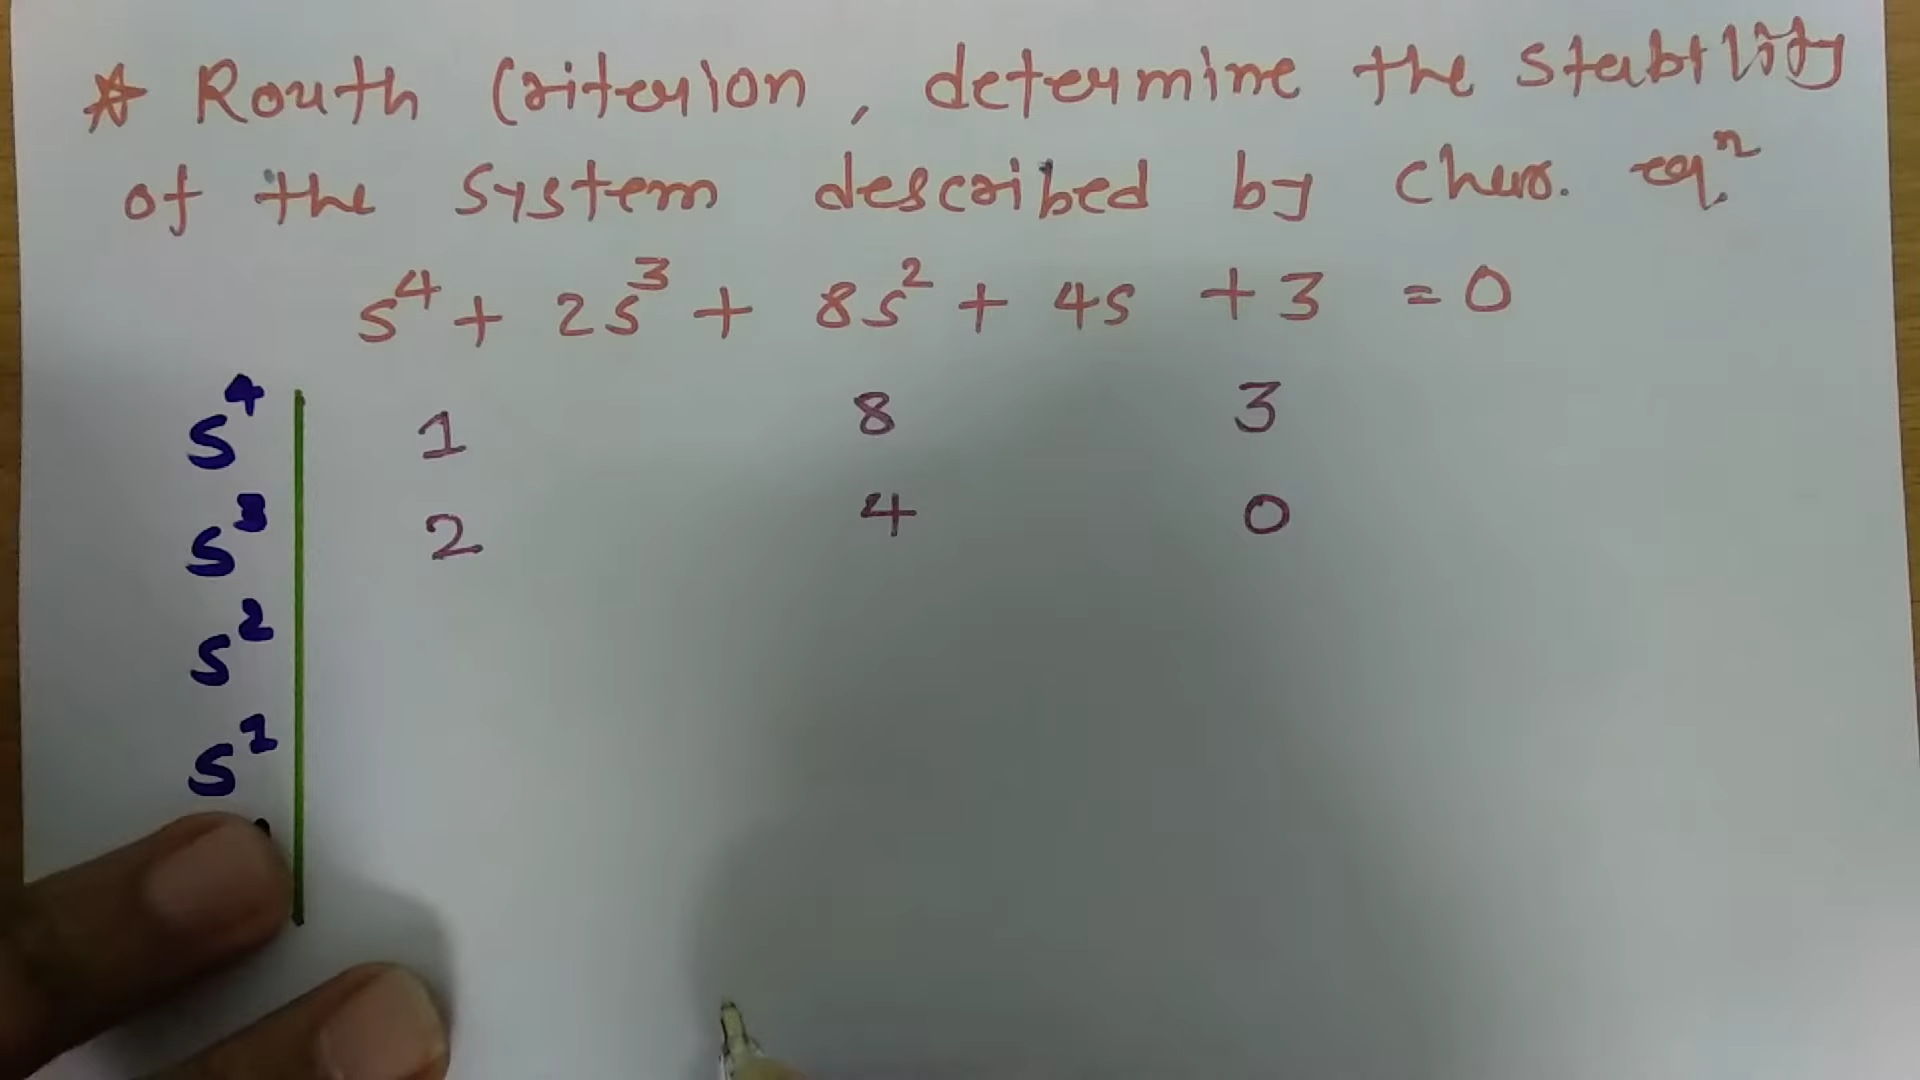 * Routh Criterion, determine the stability
of the system described by char. eqⁿ
s⁴ + 2s³ + 8s² + 4s + 3 = 0
s⁴ 1 8 3
s³ 2 4 0
s²
s¹